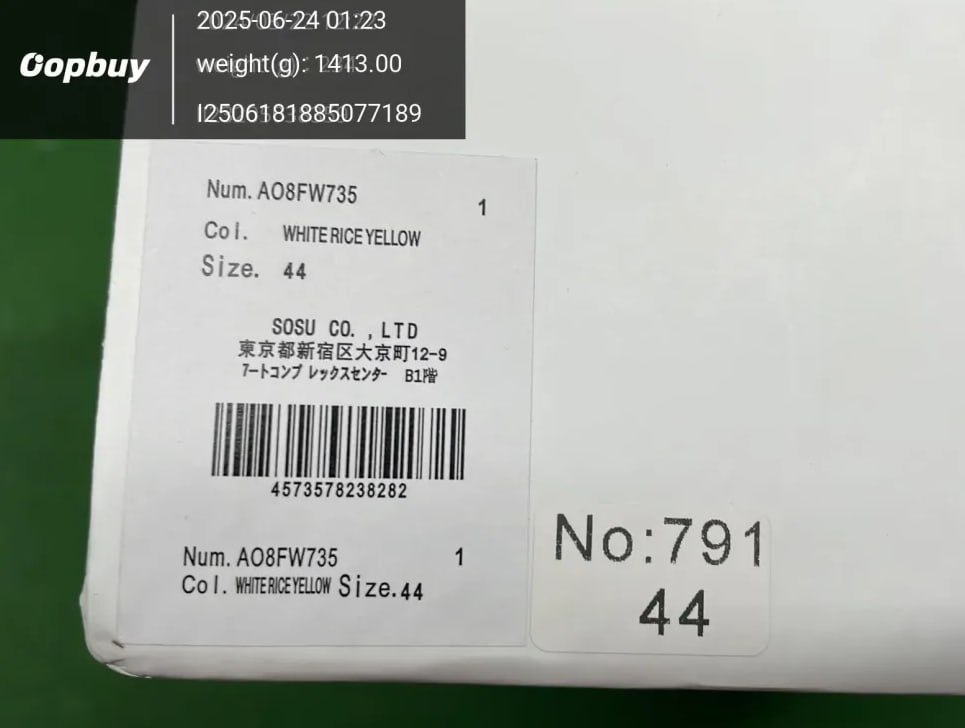 Oopbuy
2025-06-24 01:23
weight(g): 1413.00
I2506181885077189
Num. AO8FW735
1
Col. WHITE RICE YELLOW
Size. 44
SOSU CO. ,LTD
東京都新宿区大京町12-9
アートコンプレックスセンター B1階
4573578238282
Num. AO8FW735 1
Col. WHITE RICE YELLOW Size. 44
No:791
44